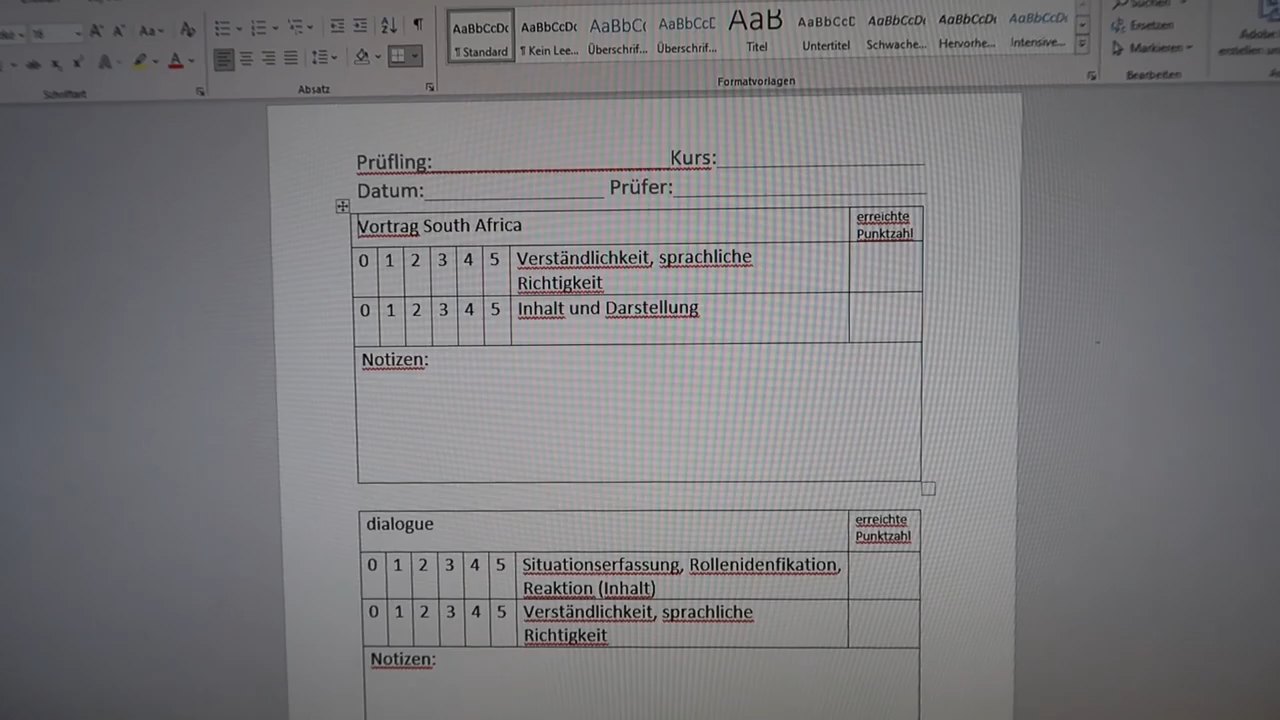 AaBbCcDc AaBbCcDc AaBbC( AaBbCcC AaB AaBbCcC AaBbCcDc AaBbCcDc AaBbCcDc
¶ Standard ¶ Kein Lee... Überschrif... Überschrif... Titel Untertitel Schwache... Hervorhe... Intensive...
Ersetzen
Markieren
Schriftart Absatz Formatvorlagen Bearbeiten
Prüfling: Kurs:
Datum: Prüfer:
Vortrag South Africa
erreichte
Punktzahl
0 1 2 3 4 5 Verständlichkeit, sprachliche
Richtigkeit
0 1 2 3 4 5 Inhalt und Darstellung
Notizen:
dialogue
erreichte
Punktzahl
0 1 2 3 4 5 Situationserfassung, Rollenidenfikation,
Reaktion (Inhalt)
0 1 2 3 4 5 Verständlichkeit, sprachliche
Richtigkeit
Notizen: